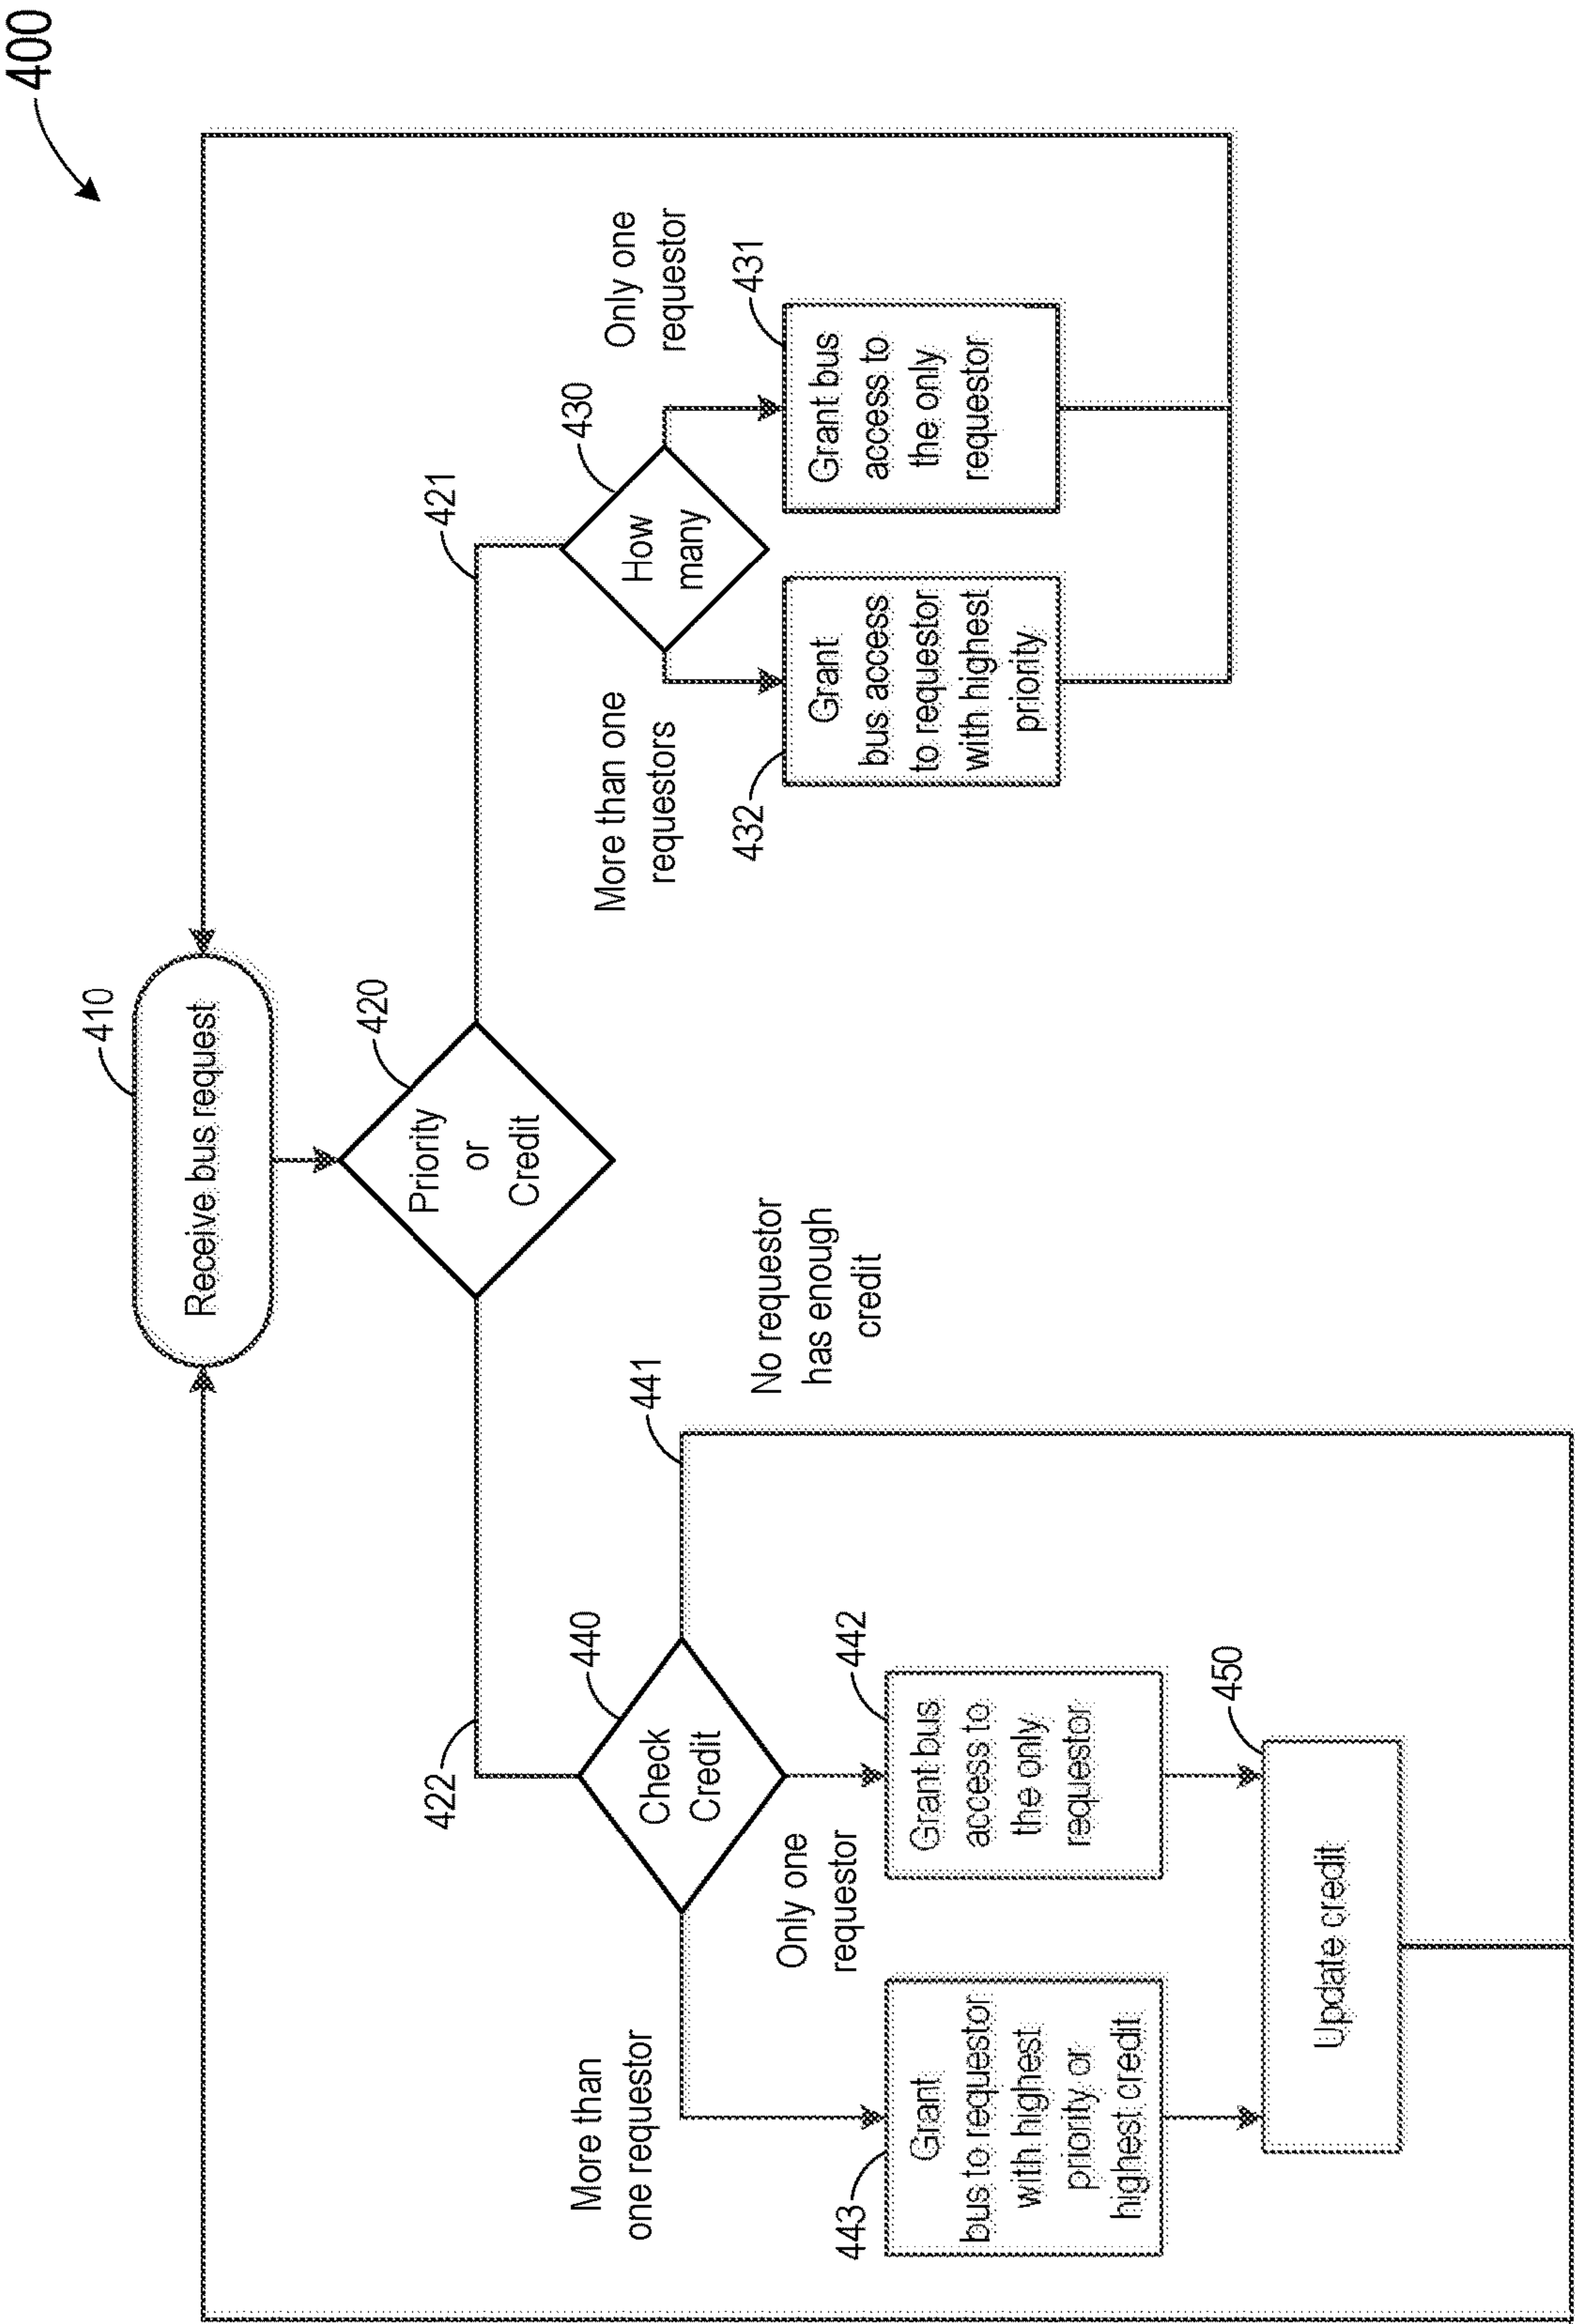 400
410
Receive bus request
420
Priority
or
Credit
421
422
430
How
many
Only one
requestor
More than one
requestors
431
Grant bus
access to
the only
requestor
432
Grant
bus access
to requestor
with highest
priority
440
Check
Credit
441
No requestor
has enough
credit
Only one
requestor
More than
one requestor
442
Grant bus
access to
the only
requestor
443
Grant
bus to requestor
with highest
priority or
highest credit
450
Update credit